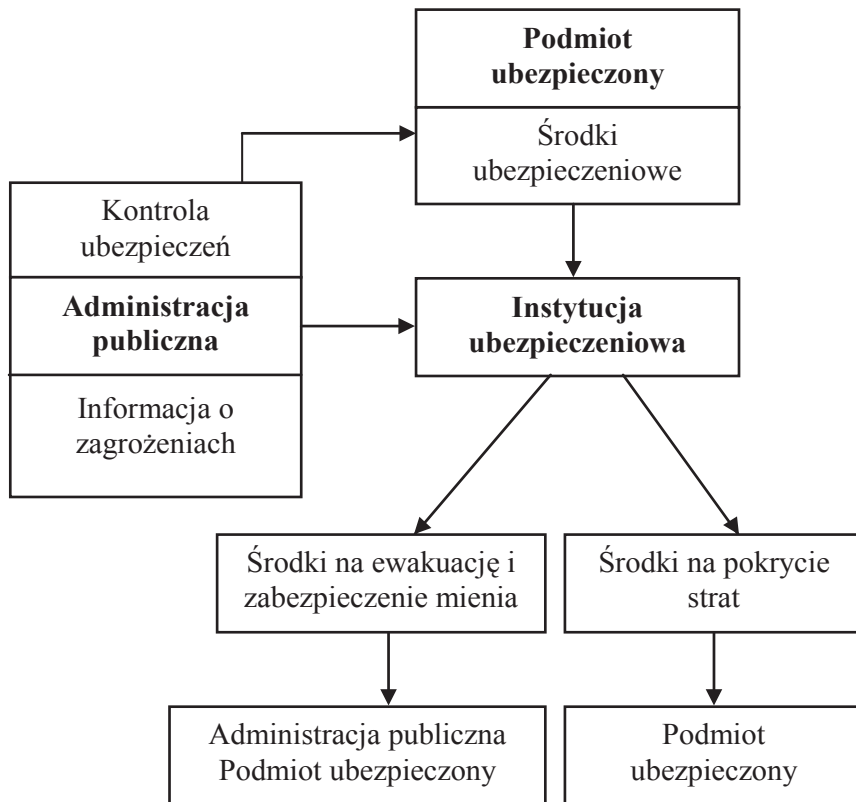 Podmiot
ubezpieczony
Środki
ubezpieczeniowe
Kontrola
ubezpieczeń
Administracja
publiczna
Informacja o
zagrożeniach
Instytucja
ubezpieczeniowa
Środki na ewakuację i
zabezpieczenie mienia
Środki na pokrycie
strat
Administracja publiczna
Podmiot ubezpieczony
Podmiot
ubezpieczony